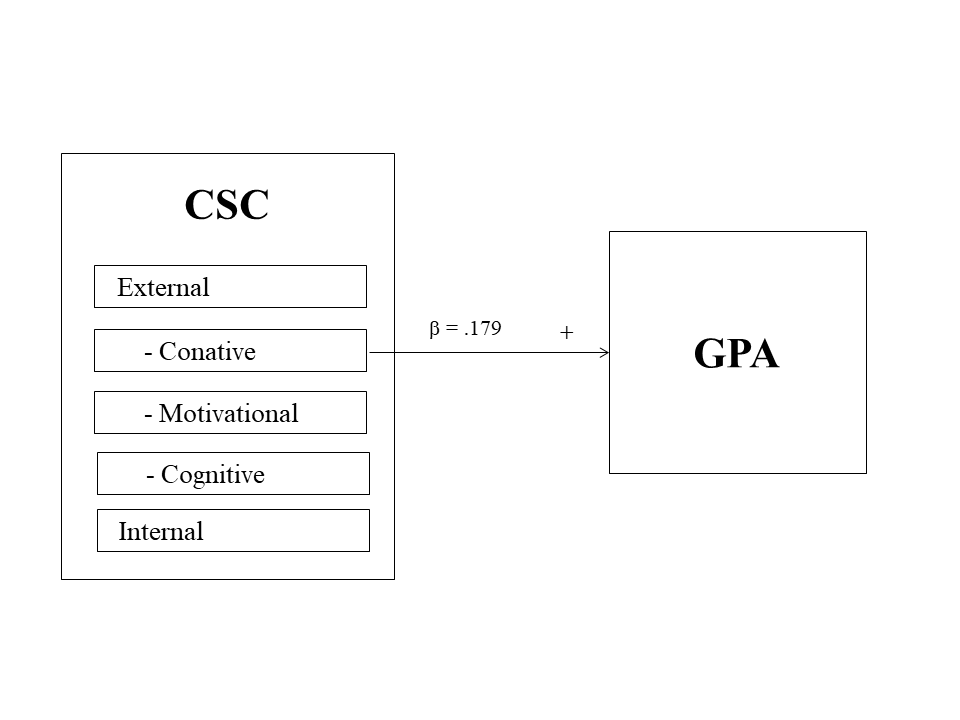 CSC
External
- Conative
- Motivational
- Cognitive
Internal
β = .179
+
GPA